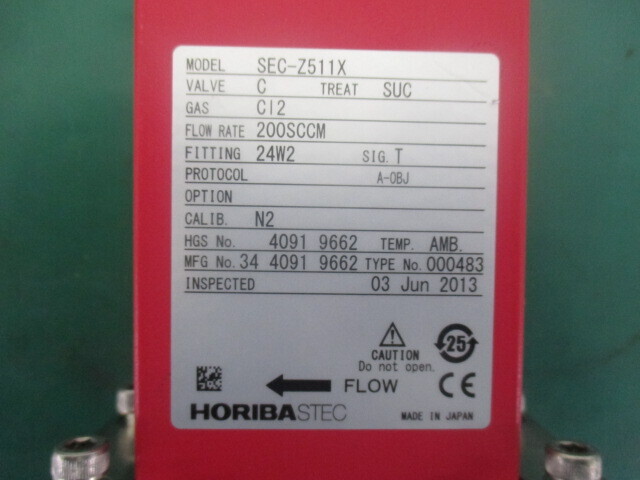 MODEL SEC-Z511X
VALVE C TREAT SUC
GAS Cl2
FLOW RATE 200SCCM
FITTING 24W2 SIG. T
PROTOCOL A-OBJ
OPTION
CALIB. N2
HGS No. 4091 9662 TEMP. AMB.
MFG No. 34 4091 9662 TYPE No. 000483
INSPECTED 03 Jun 2013
25
CAUTION
Do not open.
FLOW
CE
HORIBASTEC
MADE IN JAPAN